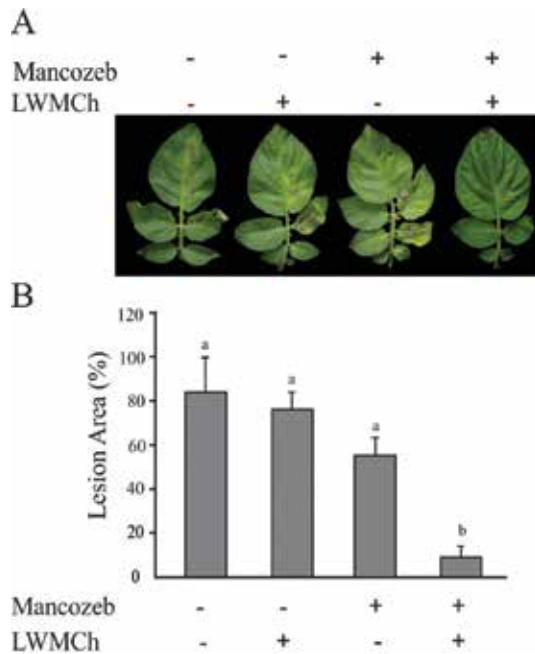 A
Mancozeb - - + +
LWMCh - + - +
B
Lesion Area (%)
120
100
80
60
40
20
0
a
a
a
b
Mancozeb - - + +
LWMCh - + - +